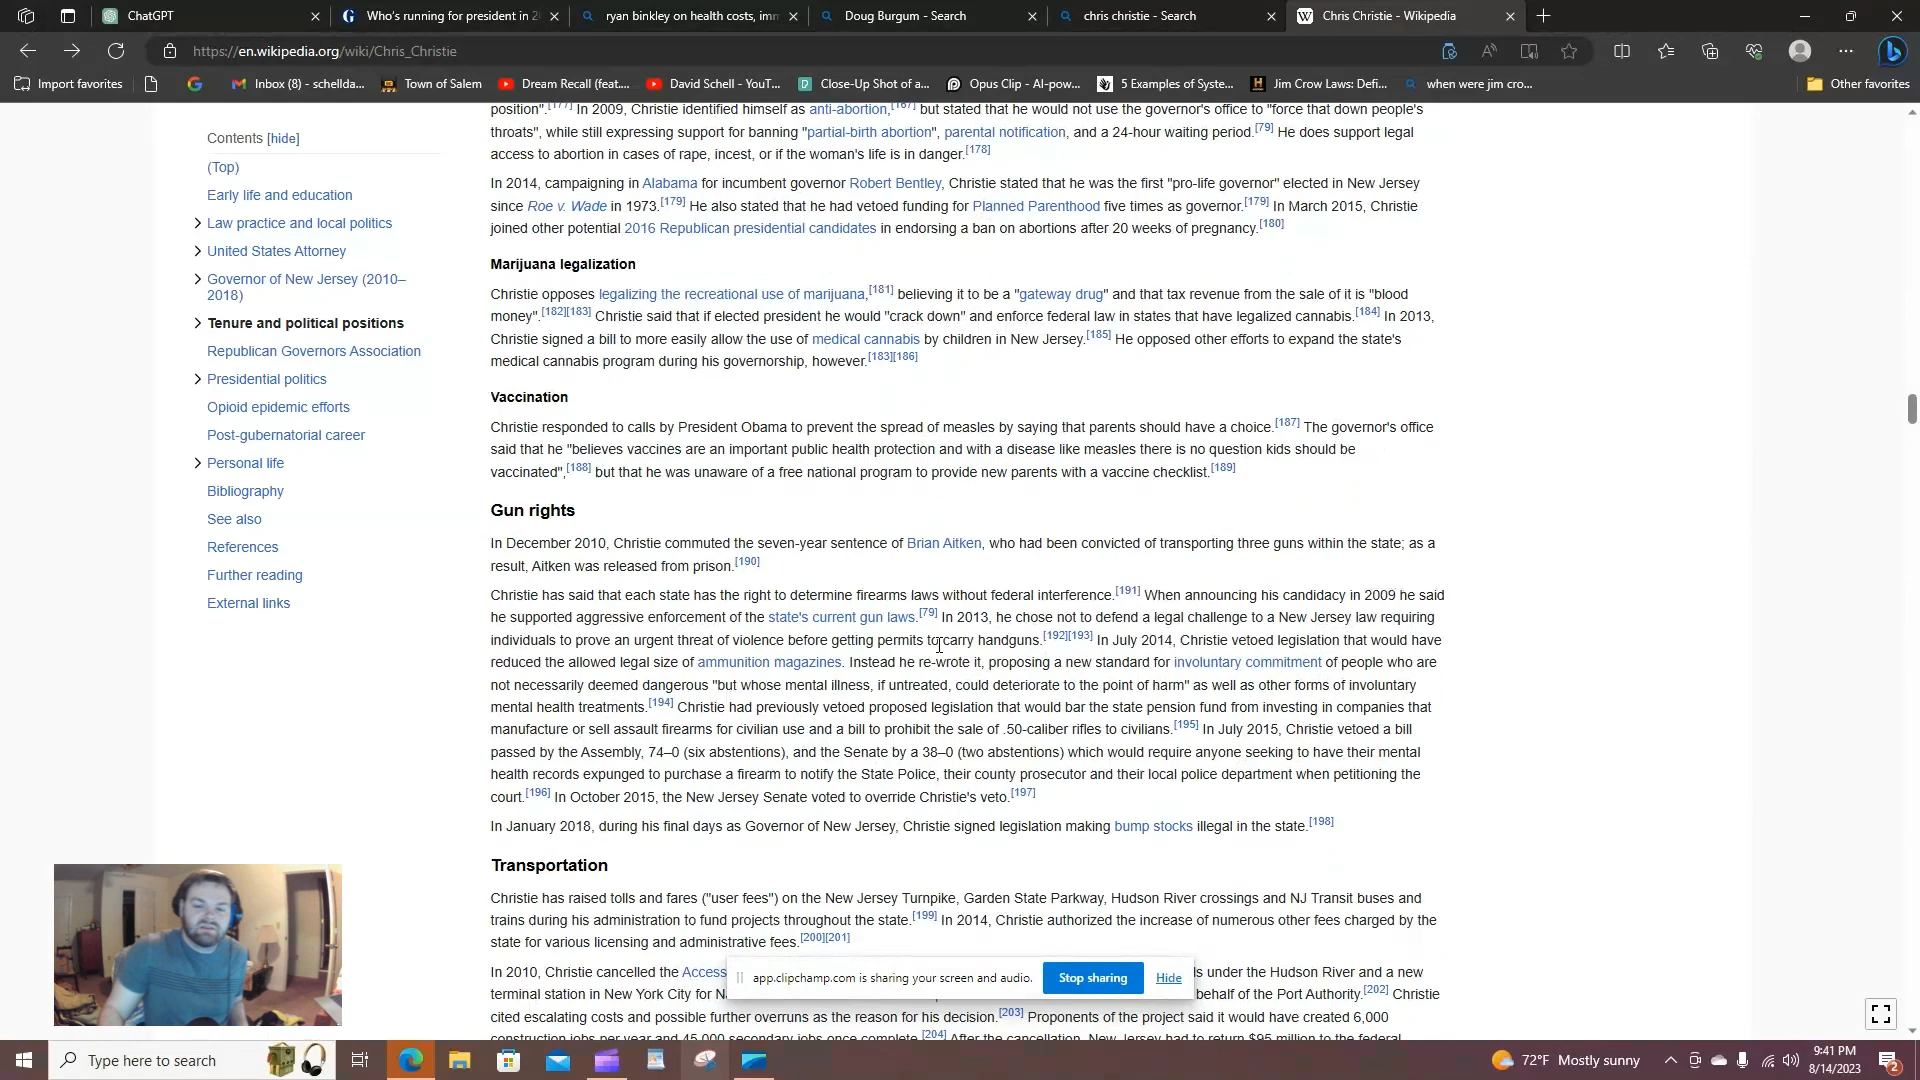 ChatGPT
Who's running for president in 2
ryan binkley on health costs, imm
Doug Burgum - Search
chris christie - Search
Chris Christie - Wikipedia
https://en.wikipedia.org/wiki/Chris_Christie
Import favorites
Inbox (8) - schellda...
Town of Salem
Dream Recall (feat....
David Schell - YouT...
Close-Up Shot of a...
Opus Clip - AI-pow...
5 Examples of Syste...
Jim Crow Laws: Defi...
when were jim cro...
Other favorites
Contents [hide]
(Top)
Early life and education
Law practice and local politics
United States Attorney
Governor of New Jersey (2010–
2018)
Tenure and political positions
Republican Governors Association
Presidential politics
Opioid epidemic efforts
Post-gubernatorial career
Personal life
Bibliography
See also
References
Further reading
External links
position".[177] In 2009, Christie identified himself as anti-abortion,[167] but stated that he would not use the governor's office to "force that down people's
throats", while still expressing support for banning "partial-birth abortion", parental notification, and a 24-hour waiting period.[79] He does support legal
access to abortion in cases of rape, incest, or if the woman's life is in danger.[178]
In 2014, campaigning in Alabama for incumbent governor Robert Bentley, Christie stated that he was the first "pro-life governor" elected in New Jersey
since Roe v. Wade in 1973.[179] He also stated that he had vetoed funding for Planned Parenthood five times as governor.[179] In March 2015, Christie
joined other potential 2016 Republican presidential candidates in endorsing a ban on abortions after 20 weeks of pregnancy.[180]
Marijuana legalization
Christie opposes legalizing the recreational use of marijuana,[181] believing it to be a "gateway drug" and that tax revenue from the sale of it is "blood
money".[182][183] Christie said that if elected president he would "crack down" and enforce federal law in states that have legalized cannabis.[184] In 2013,
Christie signed a bill to more easily allow the use of medical cannabis by children in New Jersey.[185] He opposed other efforts to expand the state's
medical cannabis program during his governorship, however.[183][186]
Vaccination
Christie responded to calls by President Obama to prevent the spread of measles by saying that parents should have a choice.[187] The governor's office
said that he "believes vaccines are an important public health protection and with a disease like measles there is no question kids should be
vaccinated",[188] but that he was unaware of a free national program to provide new parents with a vaccine checklist.[189]
Gun rights
In December 2010, Christie commuted the seven-year sentence of Brian Aitken, who had been convicted of transporting three guns within the state; as a
result, Aitken was released from prison.[190]
Christie has said that each state has the right to determine firearms laws without federal interference.[191] When announcing his candidacy in 2009 he said
he supported aggressive enforcement of the state's current gun laws.[79] In 2013, he chose not to defend a legal challenge to a New Jersey law requiring
individuals to prove an urgent threat of violence before getting permits to carry handguns.[192][193] In July 2014, Christie vetoed legislation that would have
reduced the allowed legal size of ammunition magazines. Instead he re-wrote it, proposing a new standard for involuntary commitment of people who are
not necessarily deemed dangerous "but whose mental illness, if untreated, could deteriorate to the point of harm" as well as other forms of involuntary
mental health treatments.[194] Christie had previously vetoed proposed legislation that would bar the state pension fund from investing in companies that
manufacture or sell assault firearms for civilian use and a bill to prohibit the sale of .50-caliber rifles to civilians.[195] In July 2015, Christie vetoed a bill
passed by the Assembly, 74–0 (six abstentions), and the Senate by a 38–0 (two abstentions) which would require anyone seeking to have their mental
health records expunged to purchase a firearm to notify the State Police, their county prosecutor and their local police department when petitioning the
court.[196] In October 2015, the New Jersey Senate voted to override Christie's veto.[197]
In January 2018, during his final days as Governor of New Jersey, Christie signed legislation making bump stocks illegal in the state.[198]
Transportation
Christie has raised tolls and fares ("user fees") on the New Jersey Turnpike, Garden State Parkway, Hudson River crossings and NJ Transit buses and
trains during his administration to fund projects throughout the state.[199] In 2014, Christie authorized the increase of numerous other fees charged by the
state for various licensing and administrative fees.[200][201]
In 2010, Christie cancelled the Access ls under the Hudson River and a new
terminal station in New York City for N behalf of the Port Authority.[202] Christie
cited escalating costs and possible further overruns as the reason for his decision.[203] Proponents of the project said it would have created 6,000
construction jobs per year and 45,000 secondary jobs once complete.[204] After the cancellation, New Jersey had to return $95 million to the federal
app.clipchamp.com is sharing your screen and audio.
Stop sharing
Hide
Type here to search
72°F Mostly sunny
9:41 PM
8/14/2023
2